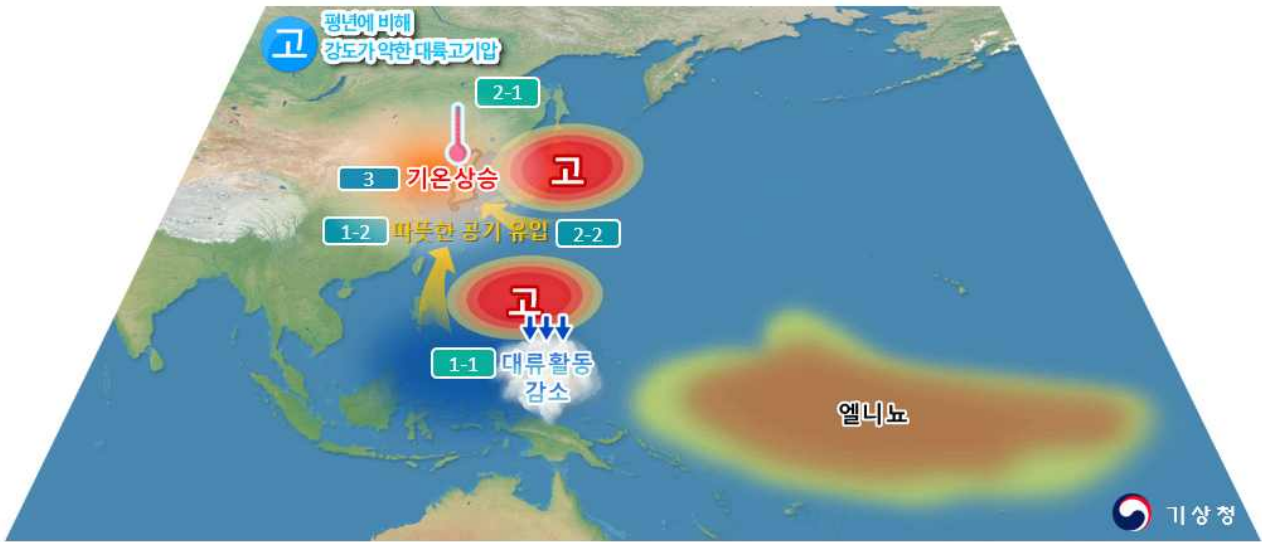 고
평년에 비해
강도가 약한 대륙고기압
2-1
고
3 기온상승
1-2 따뜻한 공기 유입 2-2
고
1-1 대류활동
감소
엘니뇨
기상청